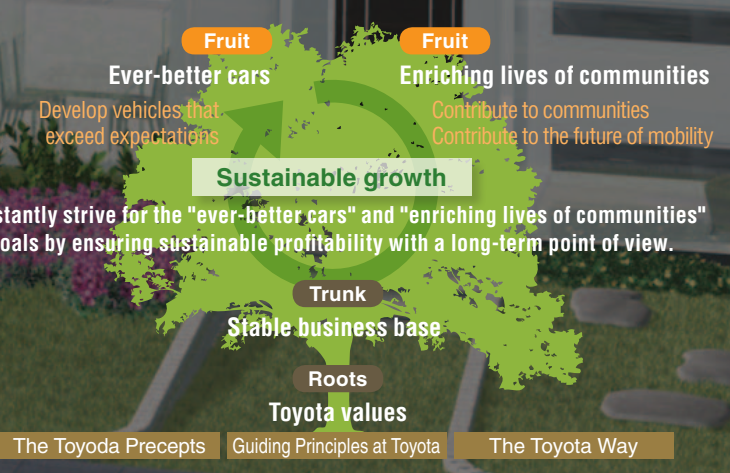 Fruit
Ever-better cars
Develop vehicles that
exceed expectations
Fruit
Enriching lives of communities
Contribute to communities
Contribute to the future of mobility
Sustainable growth
strive for the "ever-better cars" and "enriching lives of communities"
by ensuring sustainable profitability with a long-term point of view.
Trunk
Stable business base
Roots
Toyota values
The Toyoda Precepts
Guiding Principles at Toyota
The Toyota Way